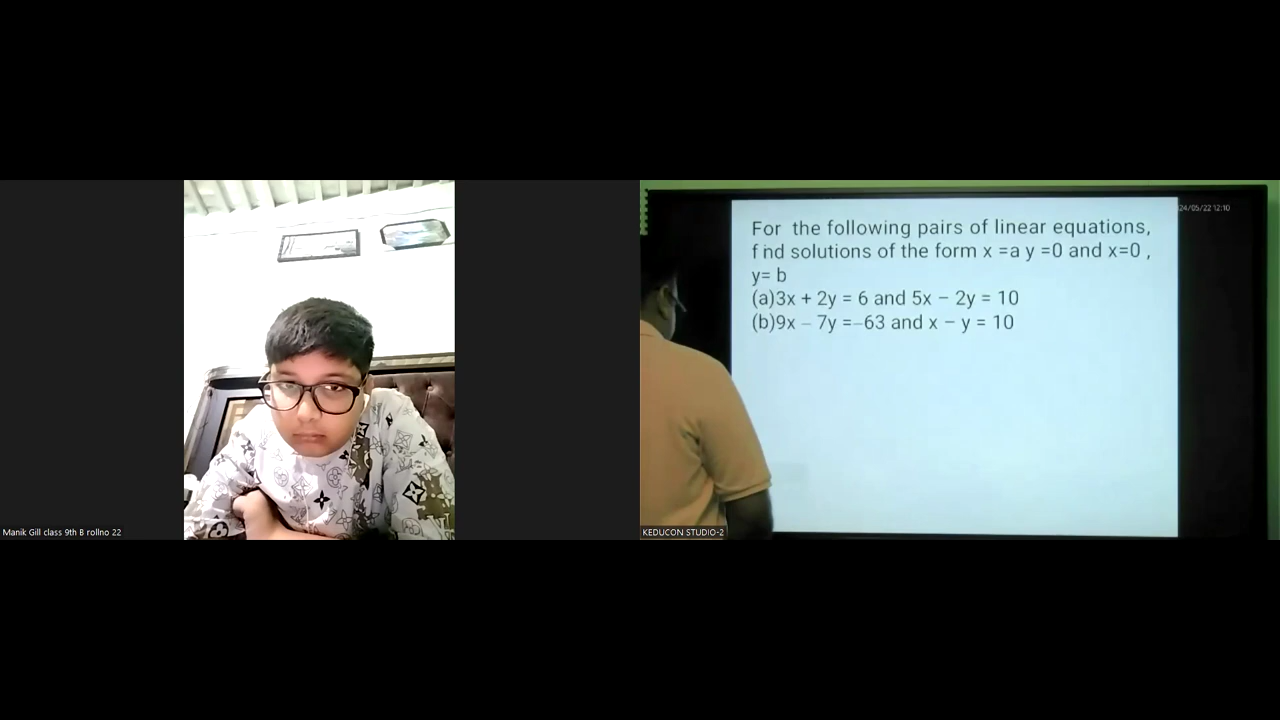 24/05/22 12:10
For the following pairs of linear equations,
f nd solutions of the form x =a y =0 and x=0 ,
y= b
(a)3x + 2y = 6 and 5x − 2y = 10
(b)9x – 7y =–63 and x − y = 10
Manik Gill class 9th B rollno 22
KEDUCON STUDIO-2